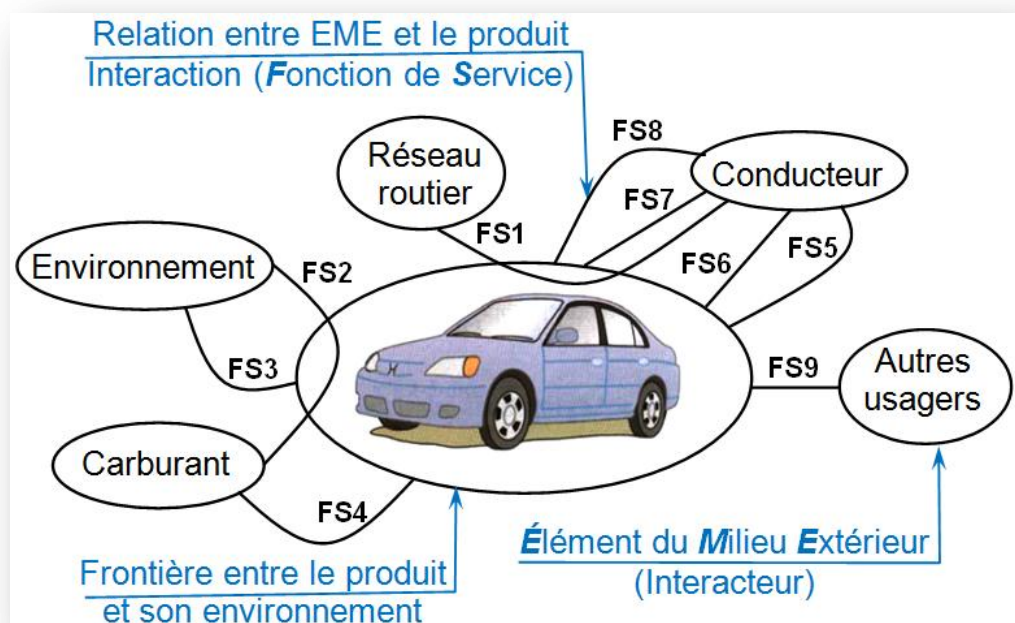 Relation entre EME et le produit
Interaction (Fonction de Service)
FS8
Réseau
routier
Conducteur
FS7
FS1
FS5
Environnement
FS2
FS6
FS3
FS9
Autres
usagers
Carburant
FS4
Élément du Milieu Extérieur
(Interacteur)
Frontière entre le produit
et son environnement